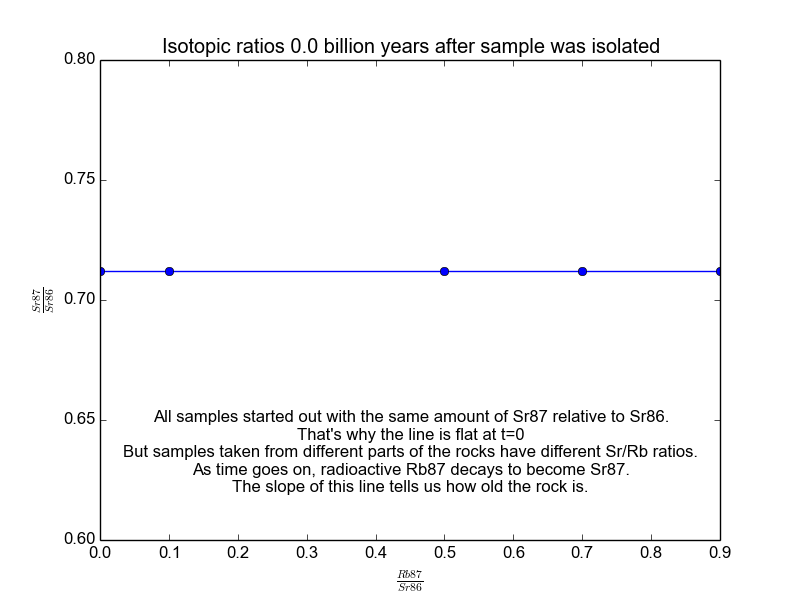 Isotopic ratios 0.0 billion years after sample was isolated
0.80
0.75
0.70
0.65
0.60
Sr87
Sr86
All samples started out with the same amount of Sr87 relative to Sr86.
That's why the line is flat at t=0
But samples taken from different parts of the rocks have different Sr/Rb ratios.
As time goes on, radioactive Rb87 decays to become Sr87.
The slope of this line tells us how old the rock is.
0.0 0.1 0.2 0.3 0.4 0.5 0.6 0.7 0.8 0.9
Rb87
Sr86